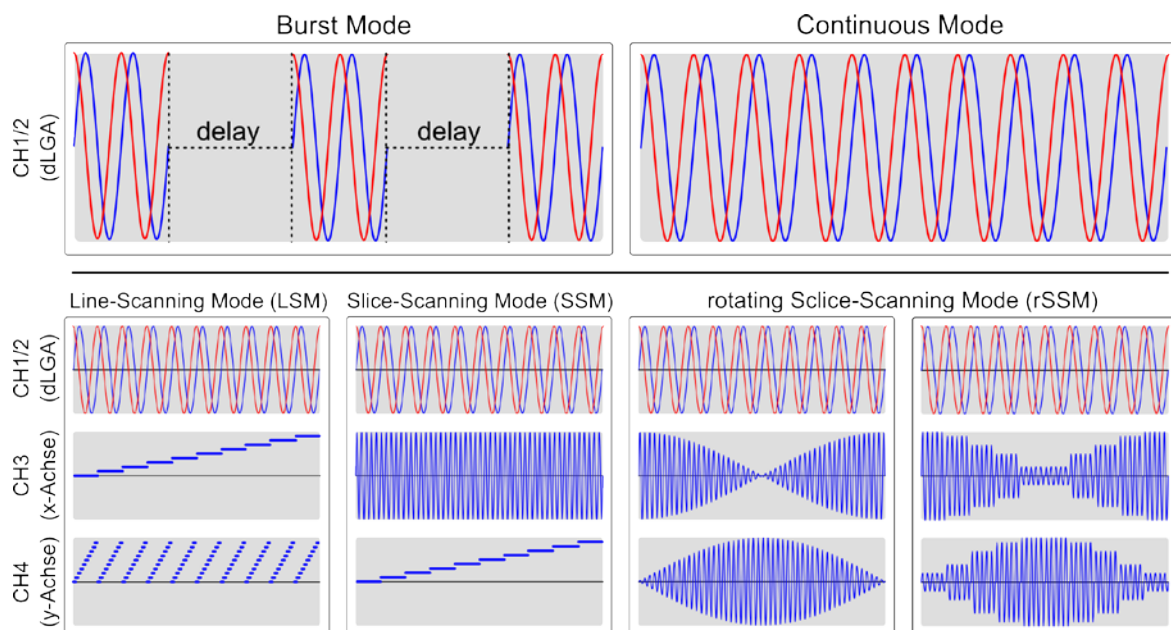 Burst Mode
Continuous Mode
CH1/2
(dLGA)
delay
delay
Line-Scanning Mode (LSM)
Slice-Scanning Mode (SSM)
rotating Sclice-Scanning Mode (rSSM)
CH1/2
(dLGA)
CH3
(x-Achse)
CH4
(y-Achse)